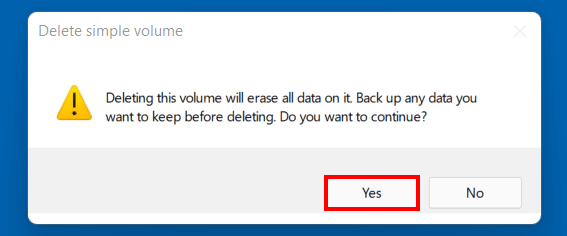 Delete simple volume
Deleting this volume will erase all data on it. Back up any data you
want to keep before deleting. Do you want to continue?
Yes
No